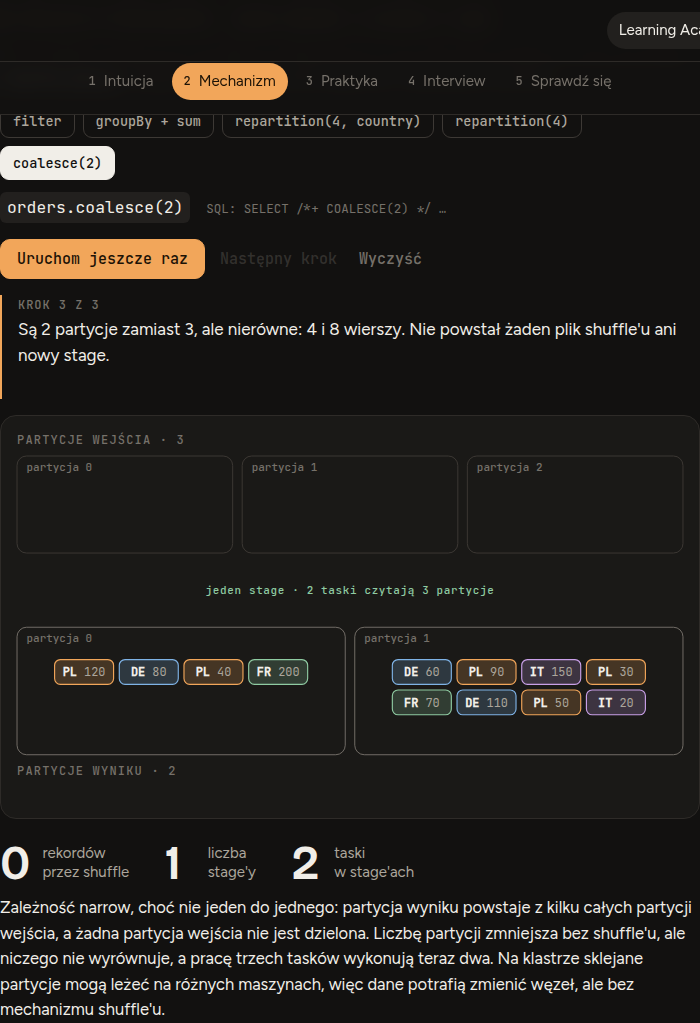 Learning Aca
1 Intuicja 2 Mechanizm 3 Praktyka 4 Interview 5 Sprawdź się
filter groupBy + sum repartition(4, country) repartition(4)
coalesce(2)
orders.coalesce(2) SQL: SELECT /*+ COALESCE(2) */ …
Uruchom jeszcze raz Następny krok Wyczyść
KROK 3 Z 3
Są 2 partycje zamiast 3, ale nierówne: 4 i 8 wierszy. Nie powstał żaden plik shuffle'u ani
nowy stage.
PARTYCJE WEJŚCIA · 3
partycja 0 partycja 1 partycja 2
jeden stage · 2 taski czytają 3 partycje
partycja 0 partycja 1
PL 120 DE 80 PL 40 FR 200 DE 60 PL 90 IT 150 PL 30
FR 70 DE 110 PL 50 IT 20
PARTYCJE WYNIKU · 2
0 rekordów przez shuffle 1 liczba stage'y 2 taski w stage'ach
Zależność narrow, choć nie jeden do jednego: partycja wyniku powstaje z kilku całych partycji
wejścia, a żadna partycja wejścia nie jest dzielona. Liczbę partycji zmniejsza bez shuffle'u, ale
niczego nie wyrównuje, a pracę trzech tasków wykonują teraz dwa. Na klastrze sklejane
partycje mogą leżeć na różnych maszynach, więc dane potrafią zmienić węzeł, ale bez
mechanizmu shuffle'u.